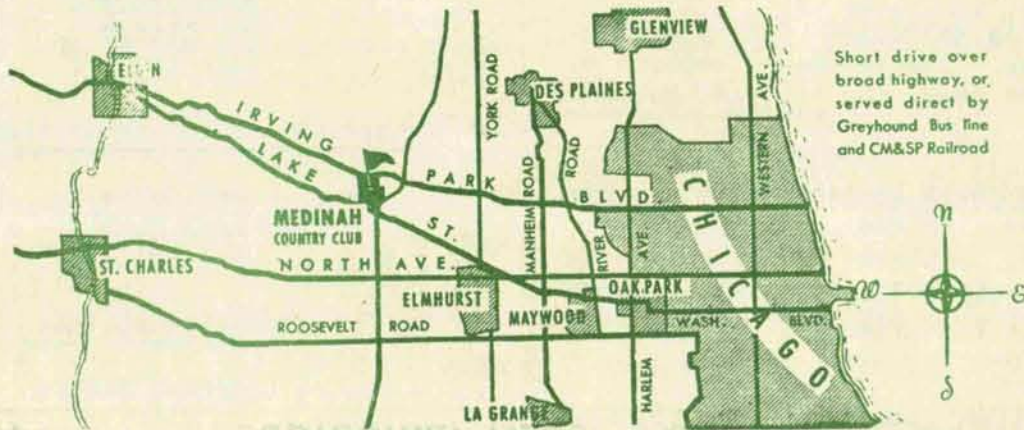 GLENVIEW
ELGIN
DES PLAINES
YORK ROAD
WESTERN AVE.
Short drive over
broad highway, or
served direct by
Greyhound Bus line
and CM&SP Railroad
IRVING PARK BLVD.
LAKE ST.
MANHEIM ROAD
RIVER ROAD
HARLEM AVE.
CHICAGO
MEDINAH
COUNTRY CLUB
ST. CHARLES
NORTH AVE.
ELMHURST
MAYWOOD
OAK PARK
ROOSEVELT ROAD
WASH. BLVD.
LA GRANGE
N
W
E
S